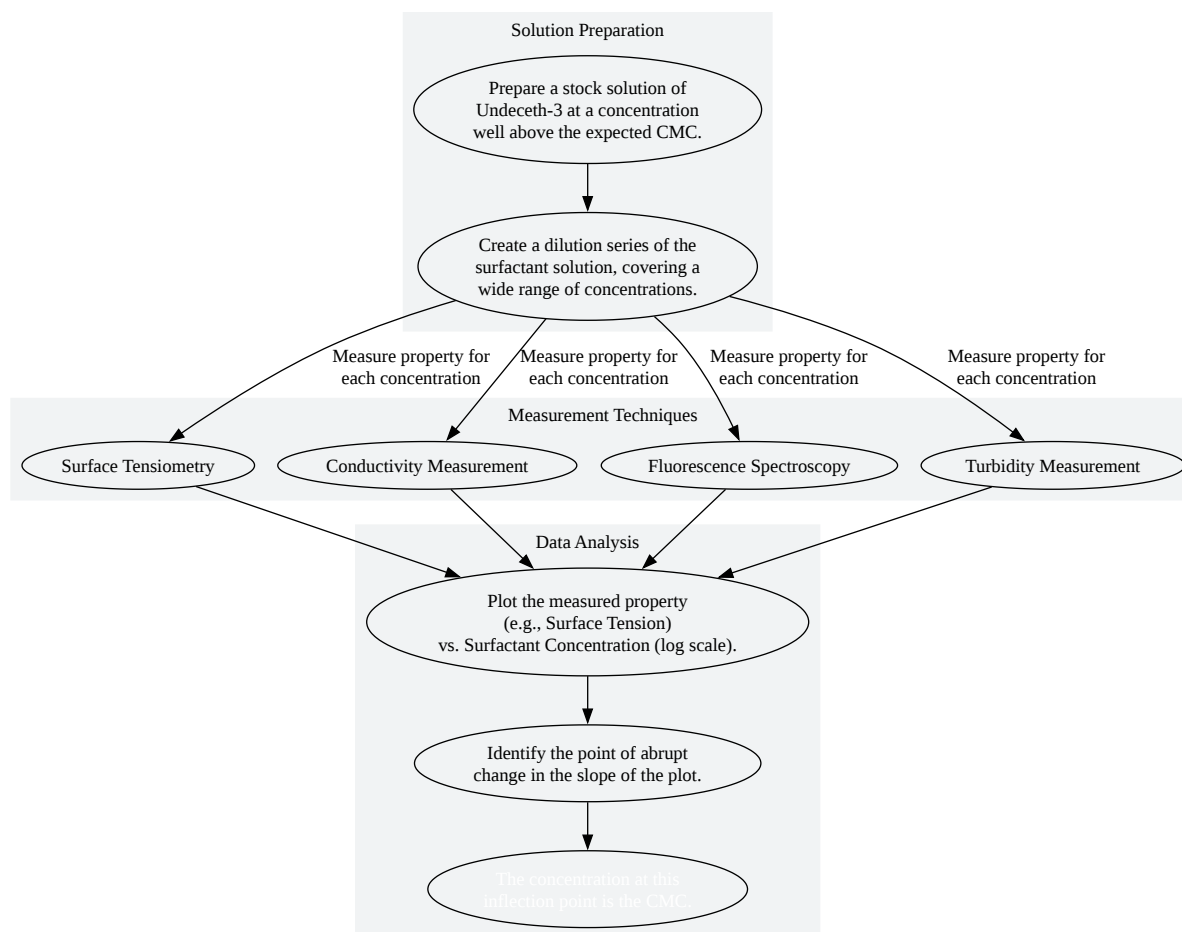 Solution Preparation
Prepare a stock solution of
Undeceth-3 at a concentration
well above the expected CMC.
Create a dilution series of the
surfactant solution, covering a
wide range of concentrations.
Measure property for
each concentration
Measure property for
each concentration
Measure property for
each concentration
Measure property for
each concentration
Measurement Techniques
Surface Tensiometry
Conductivity Measurement
Fluorescence Spectroscopy
Turbidity Measurement
Data Analysis
Plot the measured property
(e.g., Surface Tension)
vs. Surfactant Concentration (log scale).
Identify the point of abrupt
change in the slope of the plot.
The concentration at this
inflection point is the CMC.